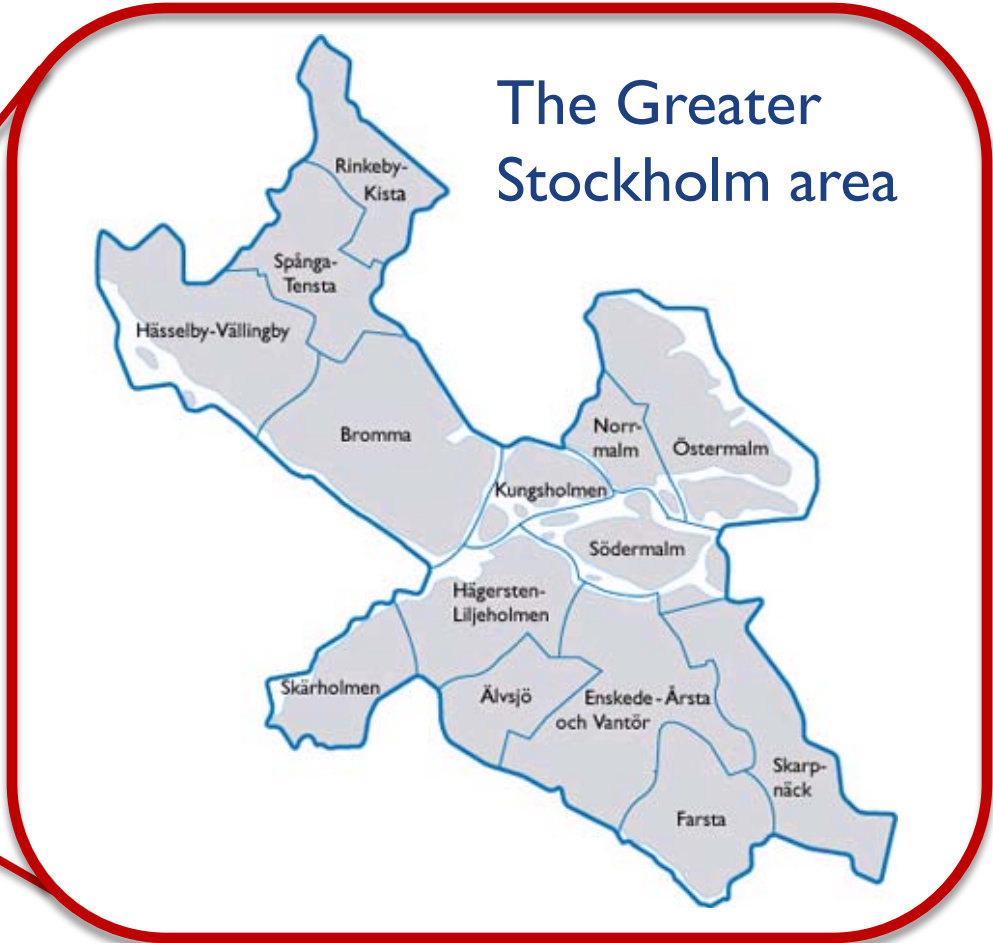 The Greater
Stockholm area
Rinkeby-
Kista
Spånga-
Tensta
Hässelby-Vällingby
Bromma
Norr-
malm
Östermalm
Kungsholmen
Södermalm
Hägersten-
Liljeholmen
Skärholmen
Älvsjö
Enskede-Årsta
och Vantör
Skarp-
näck
Farsta